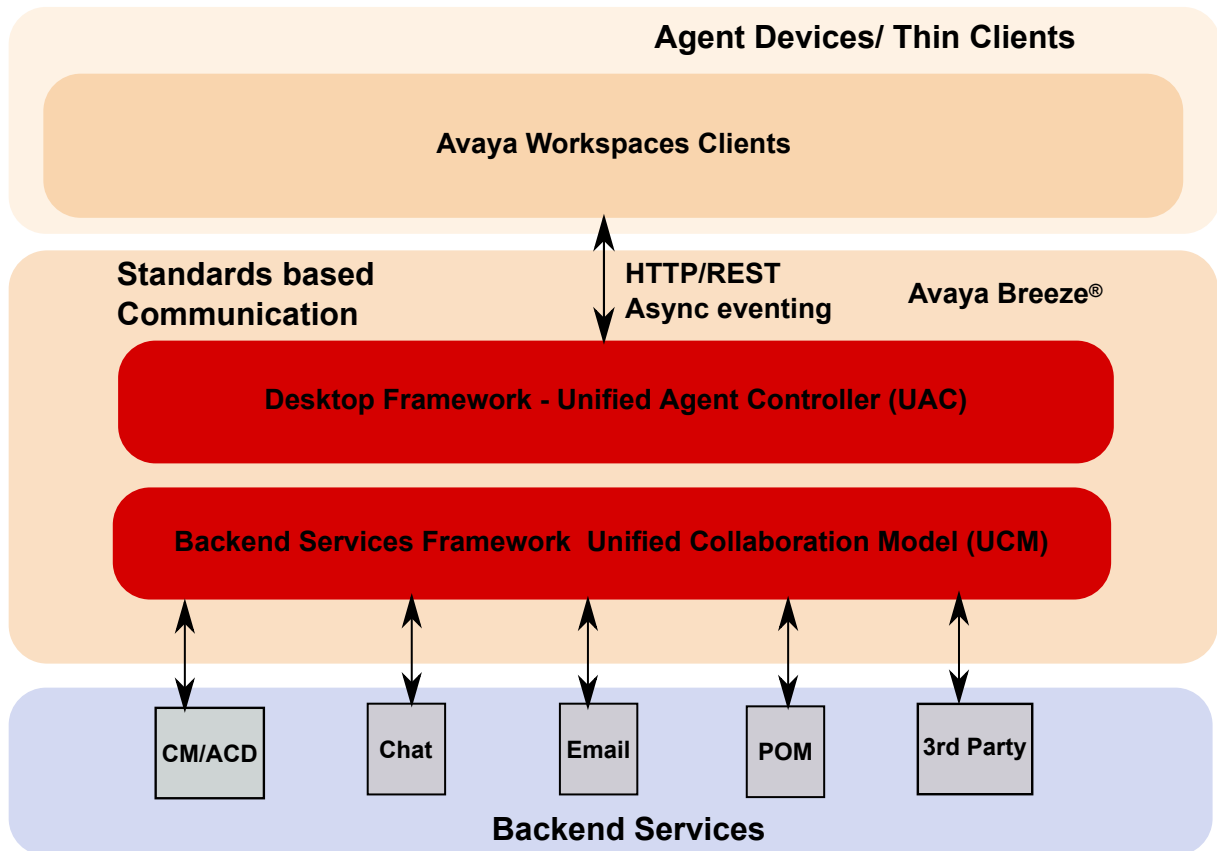 Agent Devices/ Thin Clients
Avaya Workspaces Clients
Standards based
Communication
HTTP/REST
Async eventing
Avaya Breeze®
Desktop Framework - Unified Agent Controller (UAC)
Backend Services Framework  Unified Collaboration Model (UCM)
CM/ACD
Chat
Email
POM
3rd Party
Backend Services